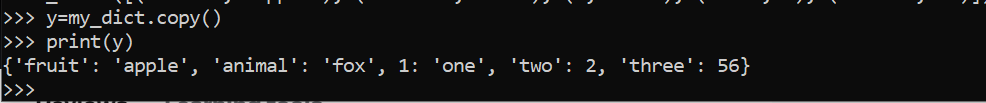 >>> y=my_dict.copy()
>>> print(y)
{'fruit': 'apple', 'animal': 'fox', 1: 'one', 'two': 2, 'three': 56}
>>>